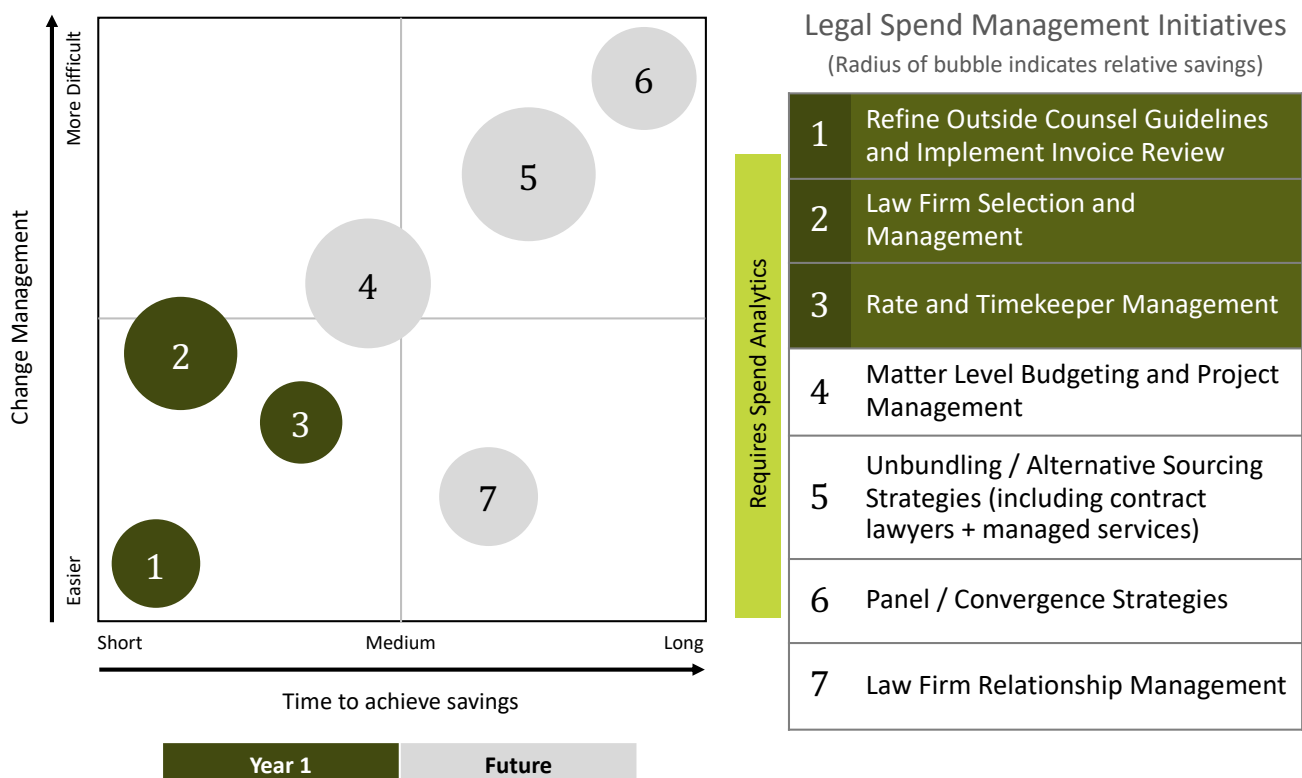 Legal Spend Management Initiatives
(Radius of bubble indicates relative savings)
More Difficult
Change Management
Easier
6
5
4
2
3
7
1
Short
Medium
Long
Time to achieve savings
Year 1
Future
Requires Spend Analytics
1
Refine Outside Counsel Guidelines
and Implement Invoice Review
2
Law Firm Selection and
Management
3
Rate and Timekeeper Management
4
Matter Level Budgeting and Project
Management
5
Unbundling / Alternative Sourcing
Strategies (including contract
lawyers + managed services)
6
Panel / Convergence Strategies
7
Law Firm Relationship Management